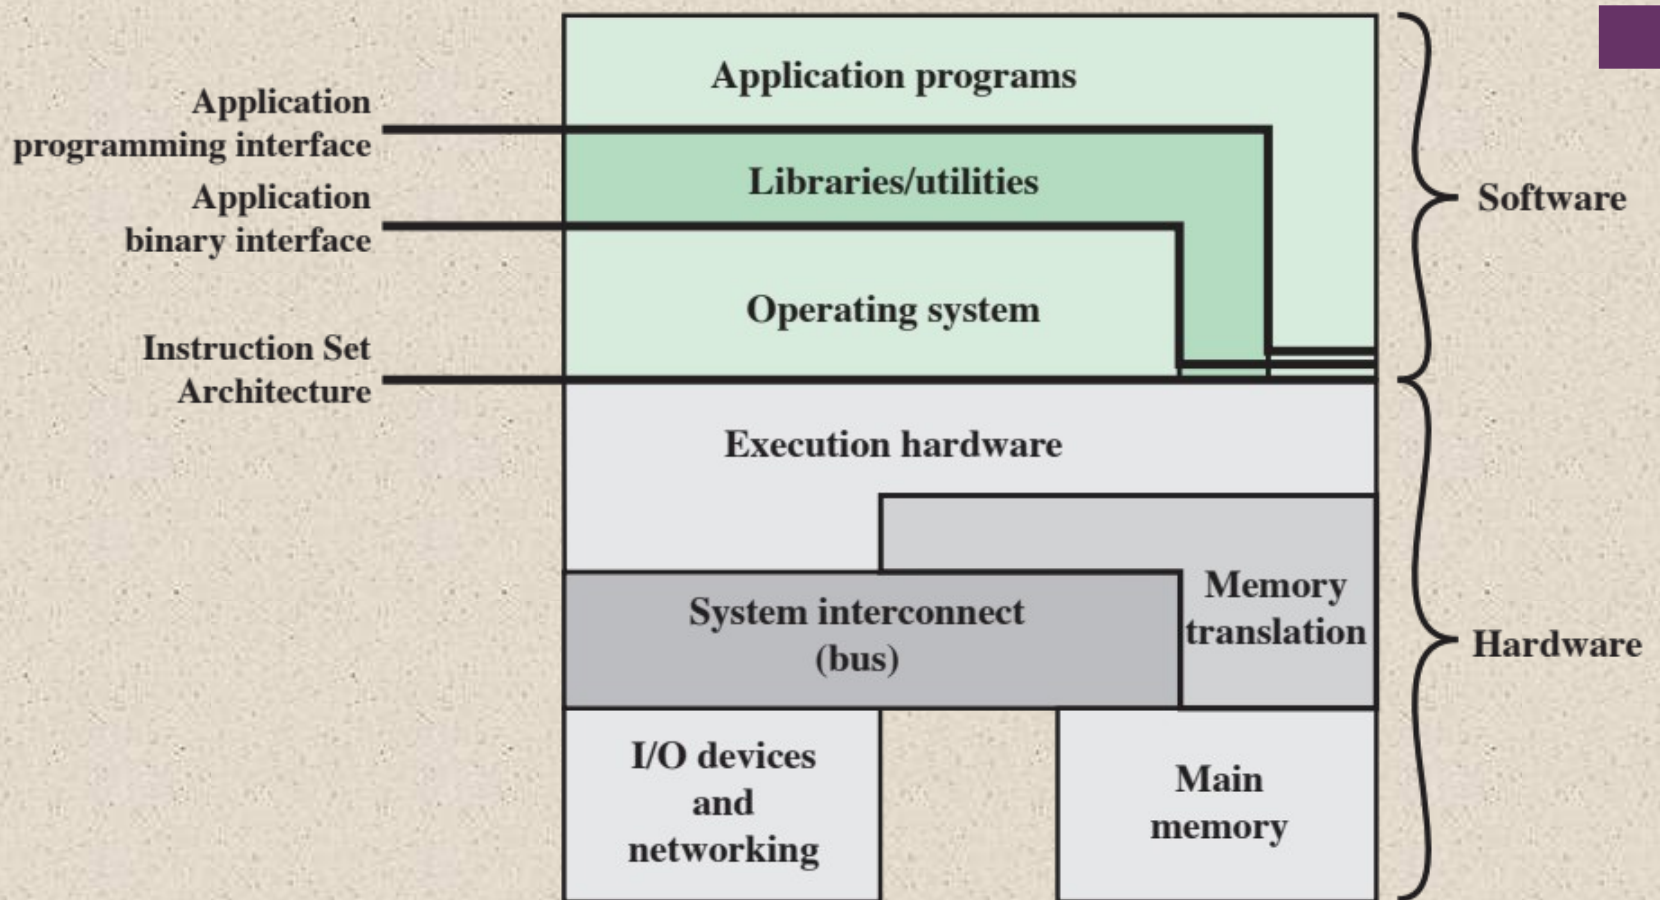 Application programs
Application
programming interface
Libraries/utilities
Application
binary interface
Software
Operating system
Instruction Set
Architecture
Execution hardware
Memory
translation
System interconnect
(bus)
Hardware
I/O devices
and
networking
Main
memory